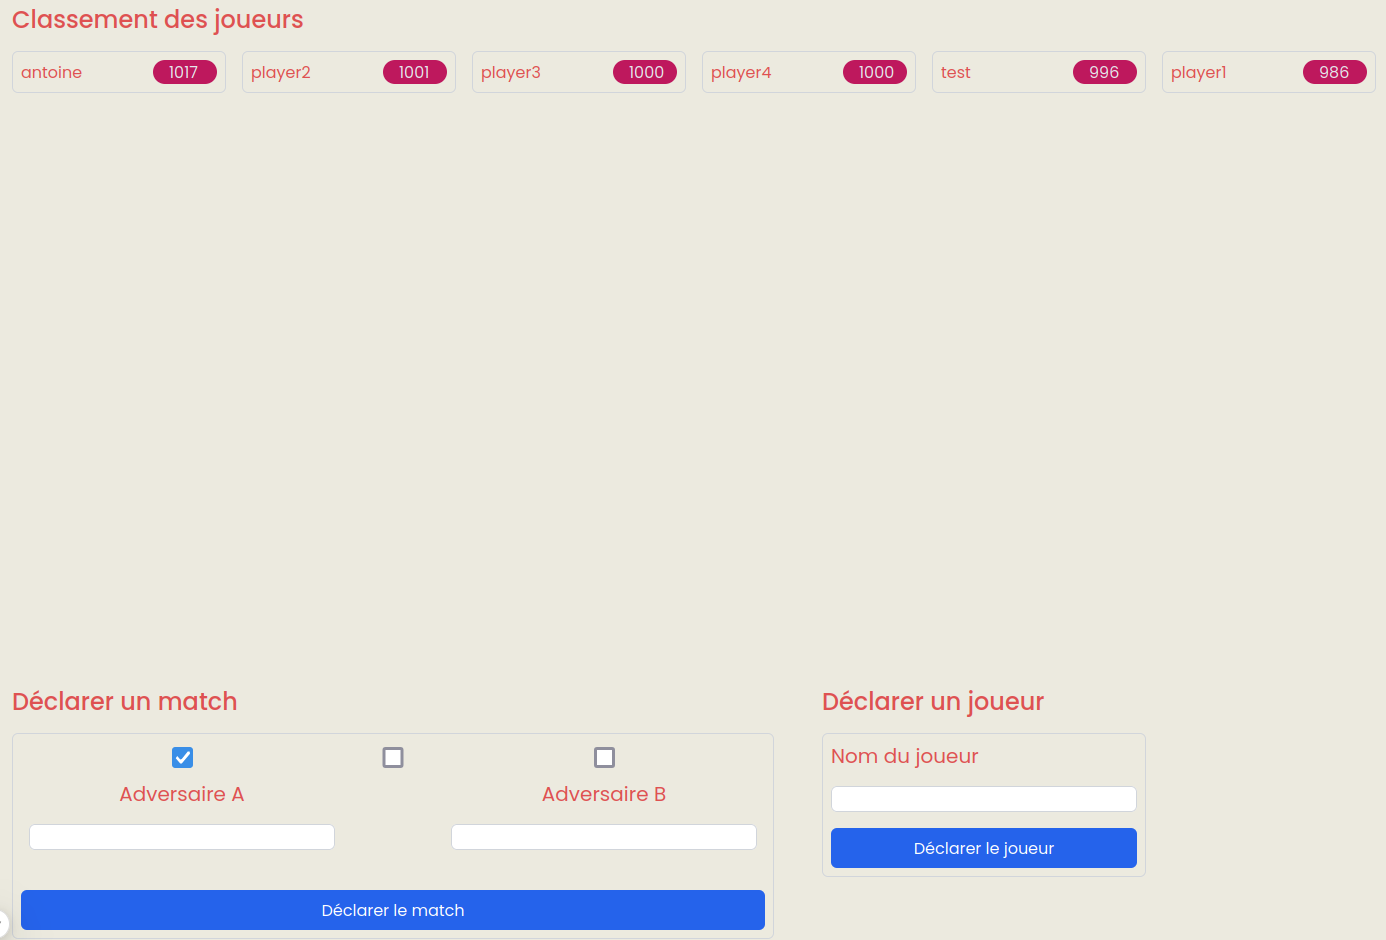 Classement des joueurs
antoine 1017 player2 1001 player3 1000 player4 1000 test 996 player1 986
Déclarer un match
Adversaire A Adversaire B
Déclarer le match
Déclarer un joueur
Nom du joueur
Déclarer le joueur